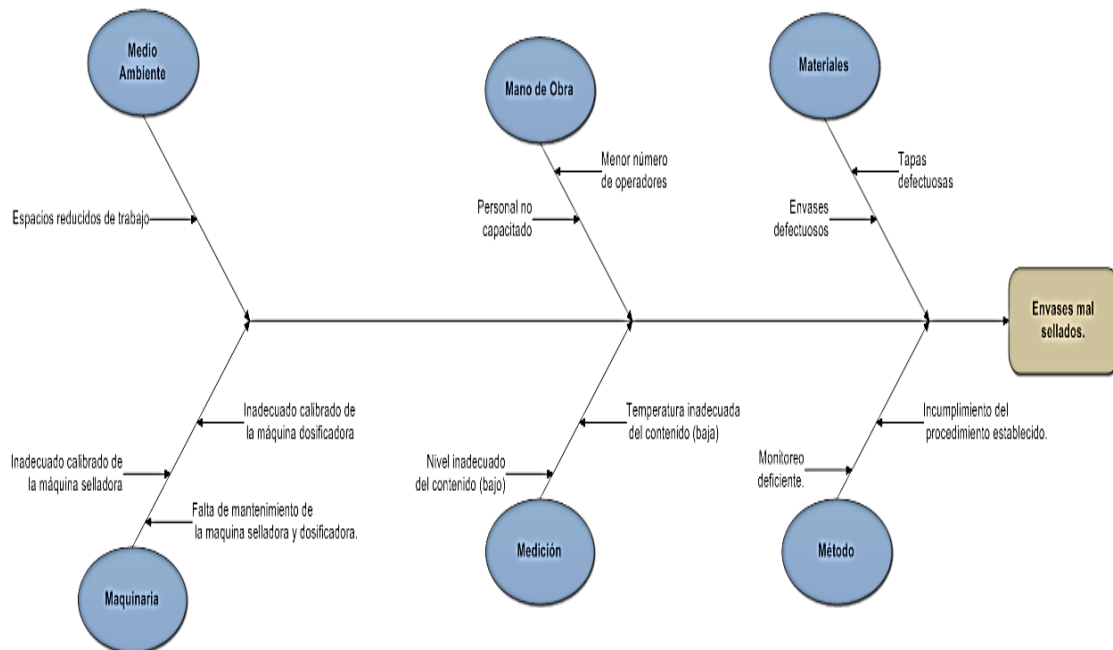 Medio
Ambiente
Mano de Obra
Materiales
Espacios reducidos de trabajo
Menor número
de operadores
Personal no
capacitado
Tapas
defectuosas
Envases
defectuosos
Envases mal
sellados.
Inadecuado calibrado de
la máquina dosificadora
Inadecuado calibrado de
la máquina selladora
Falta de mantenimiento de
la maquina selladora y dosificadora.
Maquinaria
Temperatura inadecuada
del contenido (baja)
Nivel inadecuado
del contenido (bajo)
Medición
Incumplimiento del
procedimiento establecido.
Monitoreo
deficiente.
Método